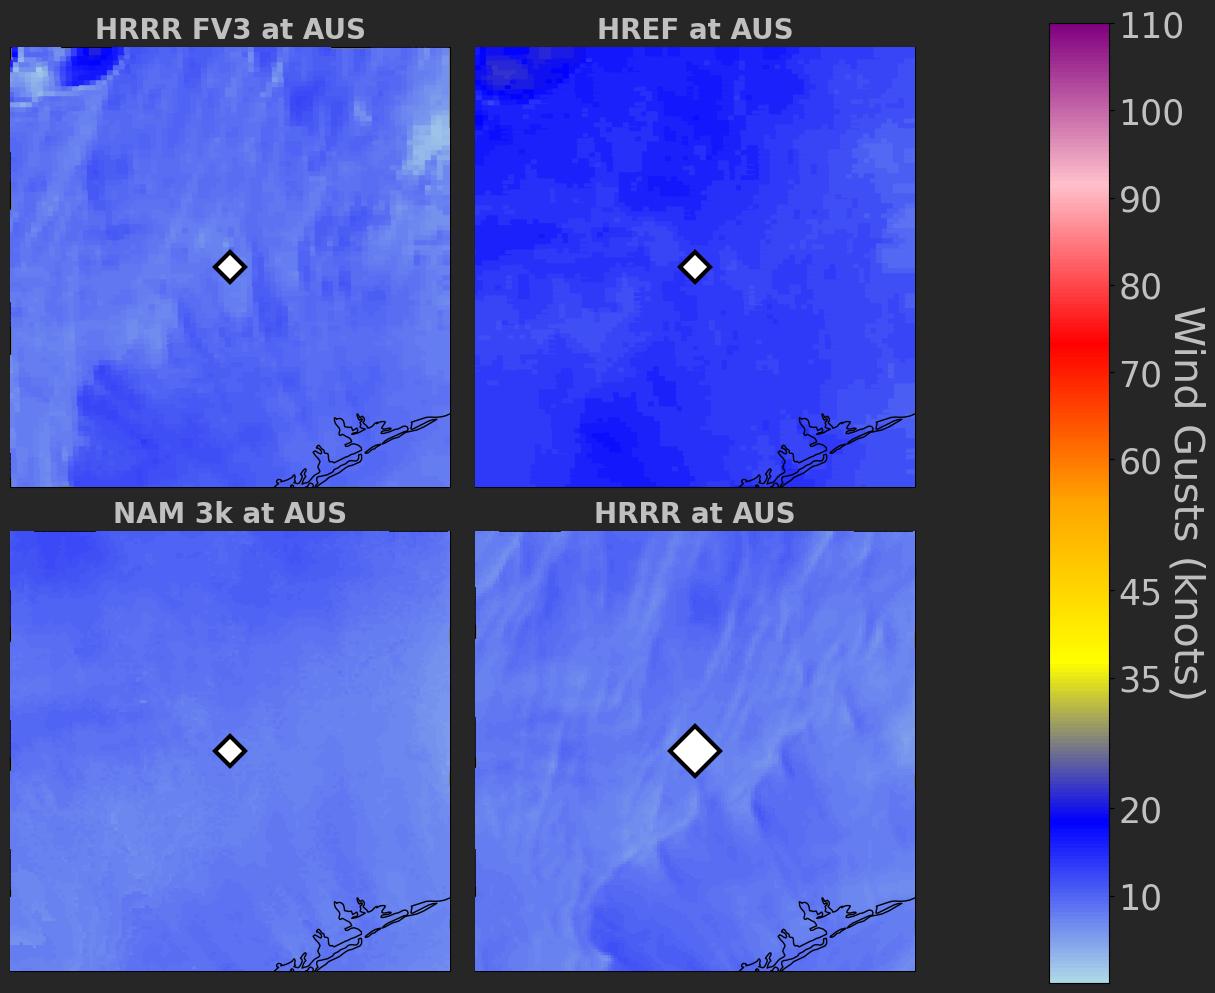 HRRR FV3 at AUS
HREF at AUS
NAM 3k at AUS
HRRR at AUS
110
100
90
80
70
60
45
35
20
10
Wind Gusts (knots)